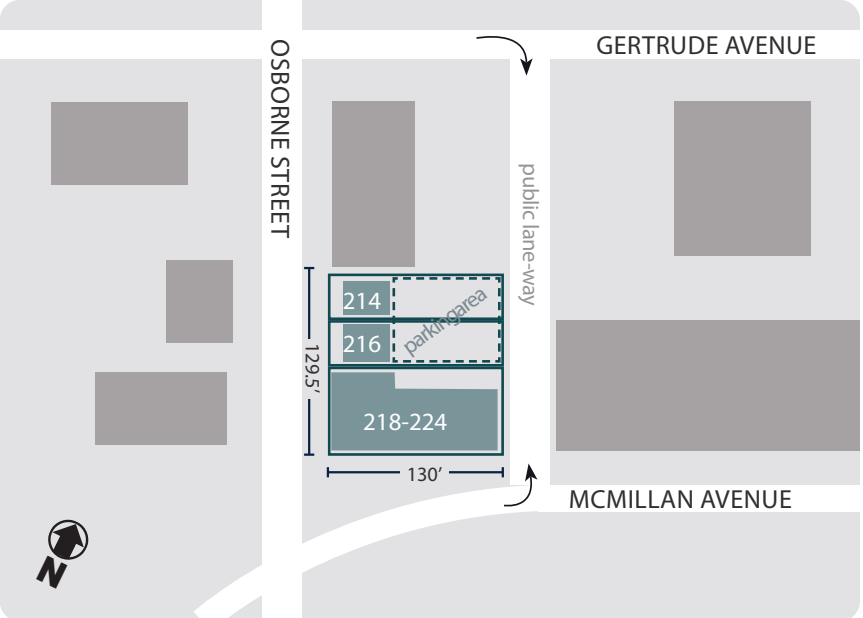 GERTRUDE AVENUE
OSBORNE STREET
public lane-way
214
parkingarea
216
129.5′
218-224
130′
MCMILLAN AVENUE
N